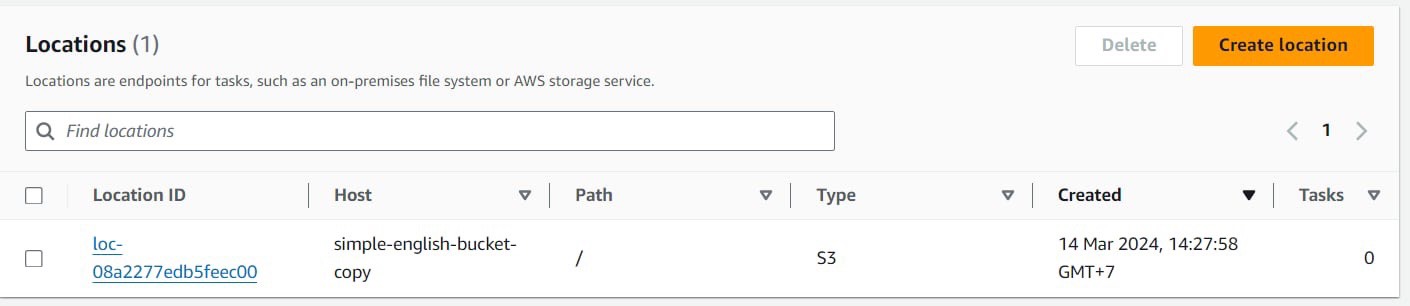 Locations (1)
Delete
Create location
Locations are endpoints for tasks, such as an on-premises file system or AWS storage service.
Find locations
1
Location ID
Host
Path
Type
Created
Tasks
loc-
08a2277edb5feec00
simple-english-bucket-
copy
/
S3
14 Mar 2024, 14:27:58
GMT+7
0